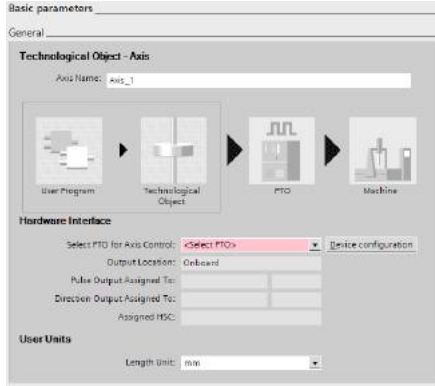 Basic parameters
General
Technological Object - Axis
Axis Name: Axis_1
User Program
Technological Object
PTO
Machine
Hardware Interface
Select PTO for Axis Control: <Select PTO> Device configuration
Output Location: Onboard
Pulse Output Assigned To:
Direction Output Assigned To:
Assigned HSC:
User Units
Length Unit: mm